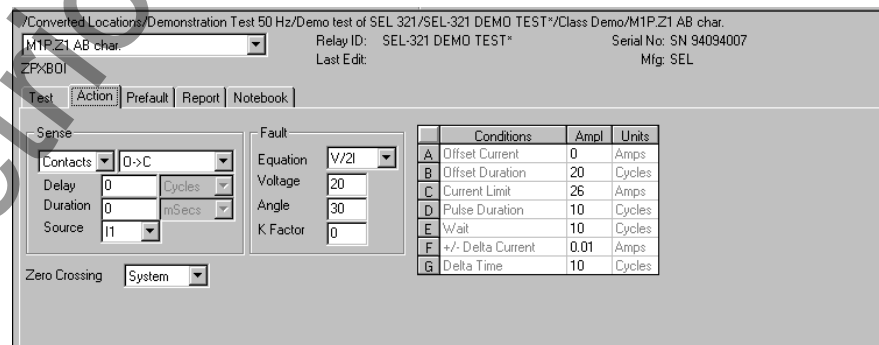 /Converted Locations/Demonstration Test 50 Hz/Demo test of SEL 321/SEL-321 DEMO TEST*/Class Demo/M1P.Z1 AB char.
M1P.Z1 AB char.
Relay ID: SEL-321 DEMO TEST*
Serial No: SN 94094007
Last Edit:
Mfg: SEL
ZPXBOI
Test Action Prefault Report Notebook
Sense
Contacts O->C
Delay 0 Cycles
Duration 0 mSecs
Source I1
Zero Crossing System
Fault
Equation V/2I
Voltage 20
Angle 30
K Factor 0
Conditions Ampl Units
A Offset Current 0 Amps
B Offset Duration 20 Cycles
C Current Limit 26 Amps
D Pulse Duration 10 Cycles
E Wait 10 Cycles
F +/- Delta Current 0.01 Amps
G Delta Time 10 Cycles